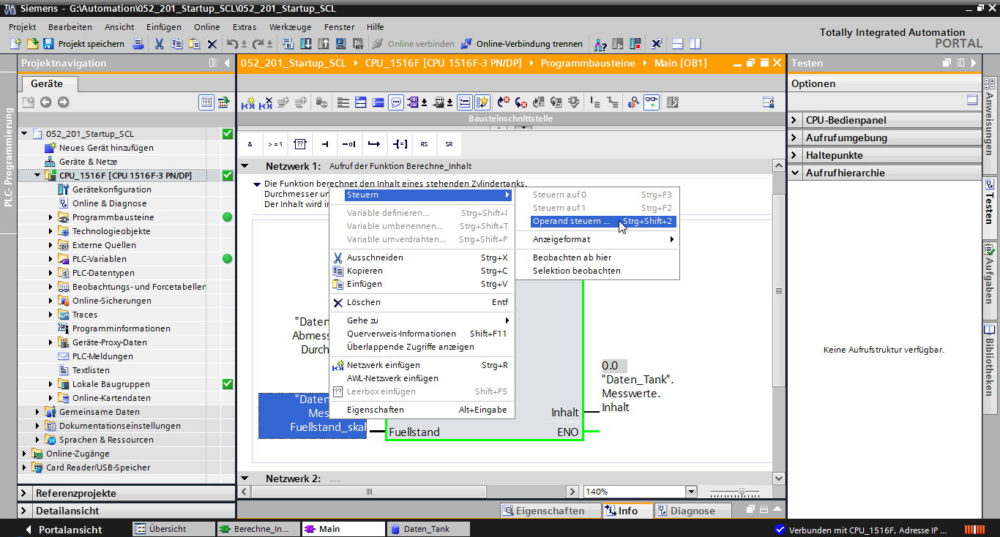 TIA
V13
Siemens - G:\Automation\052_201_Startup_SCL\052_201_Startup_SCL
Projekt Bearbeiten Ansicht Einfügen Online Extras Werkzeuge Fenster Hilfe
Projekt speichern
Online verbinden
Online-Verbindung trennen
Totally Integrated Automation
PORTAL
Projektnavigation
Geräte
052_201_Startup_SCL
Neues Gerät hinzufügen
Geräte & Netze
CPU_1516F [CPU 1516F-3 PN/DP]
Gerätekonfiguration
Online & Diagnose
Programmbausteine
Technologieobjekte
Externe Quellen
PLC-Variablen
PLC-Datentypen
Beobachtungs- und Forcetabellen
Online-Sicherungen
Traces
Programminformationen
Geräte-Proxy-Daten
PLC-Meldungen
Textlisten
Lokale Baugruppen
Online-Kartendaten
Gemeinsame Daten
Dokumentationseinstellungen
Sprachen & Ressourcen
Online-Zugänge
Card Reader/USB-Speicher
Referenzprojekte
Detailansicht
PLC- Programmierung
052_201_Startup_SCL CPU_1516F [CPU 1516F-3 PN/DP] Programmbausteine Main [OB1]
Bausteinschnittstelle
& >=1 ?? RS SR
Netzwerk 1: Aufruf der Funktion Berechne_Inhalt
Die Funktion berechnet den Inhalt eines stehenden Zylindertanks.
Durchmesser un
Der Inhalt wird in
Steuern
Variable definieren... Strg+Shift+I
Variable umbenennen... Strg+Shift+T
Variable umverdrahten... Strg+Shift+P
Ausschneiden Strg+X
Kopieren Strg+C
Einfügen Strg+V
Löschen Entf
Gehe zu
Querverweis-Informationen Shift+F11
Überlappende Zugriffe anzeigen
Netzwerk einfügen Strg+R
AWL-Netzwerk einfügen
Leerbox einfügen Shift+F5
Eigenschaften Alt+Eingabe
Steuern auf 0 Strg+F3
Steuern auf 1 Strg+F2
Operand steuern ... Strg+Shift+2
Anzeigeformat
Beobachten ab hier
Selektion beobachten
"Daten
Abmes
Durch
"Daten
Mes
Fuellstand_skal
Fuellstand
Inhalt
ENO
0.0
"Daten_Tank".
Messwerte.
Inhalt
Netzwerk 2: .....
140%
Eigenschaften Info Diagnose
Testen
Optionen
CPU-Bedienpanel
Aufrufumgebung
Haltepunkte
Aufrufhierarchie
Keine Aufrufstruktur verfügbar.
Anweisungen
Testen
Aufgaben
Bibliotheken
Portalansicht Übersicht Berechne_In... Main Daten_Tank
Verbunden mit CPU_1516F, Adresse IP ...